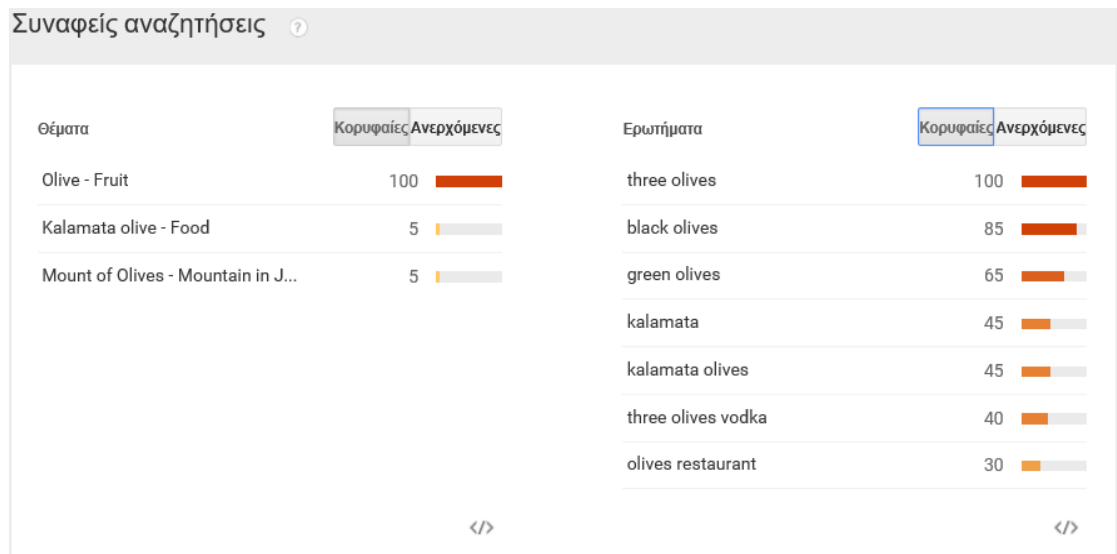 Συναφείς αναζητήσεις ?
Θέματα
Κορυφαίες Ανερχόμενες
Olive - Fruit 100
Kalamata olive - Food 5
Mount of Olives - Mountain in J... 5
</>
Ερωτήματα
Κορυφαίες Ανερχόμενες
three olives 100
black olives 85
green olives 65
kalamata 45
kalamata olives 45
three olives vodka 40
olives restaurant 30
</>